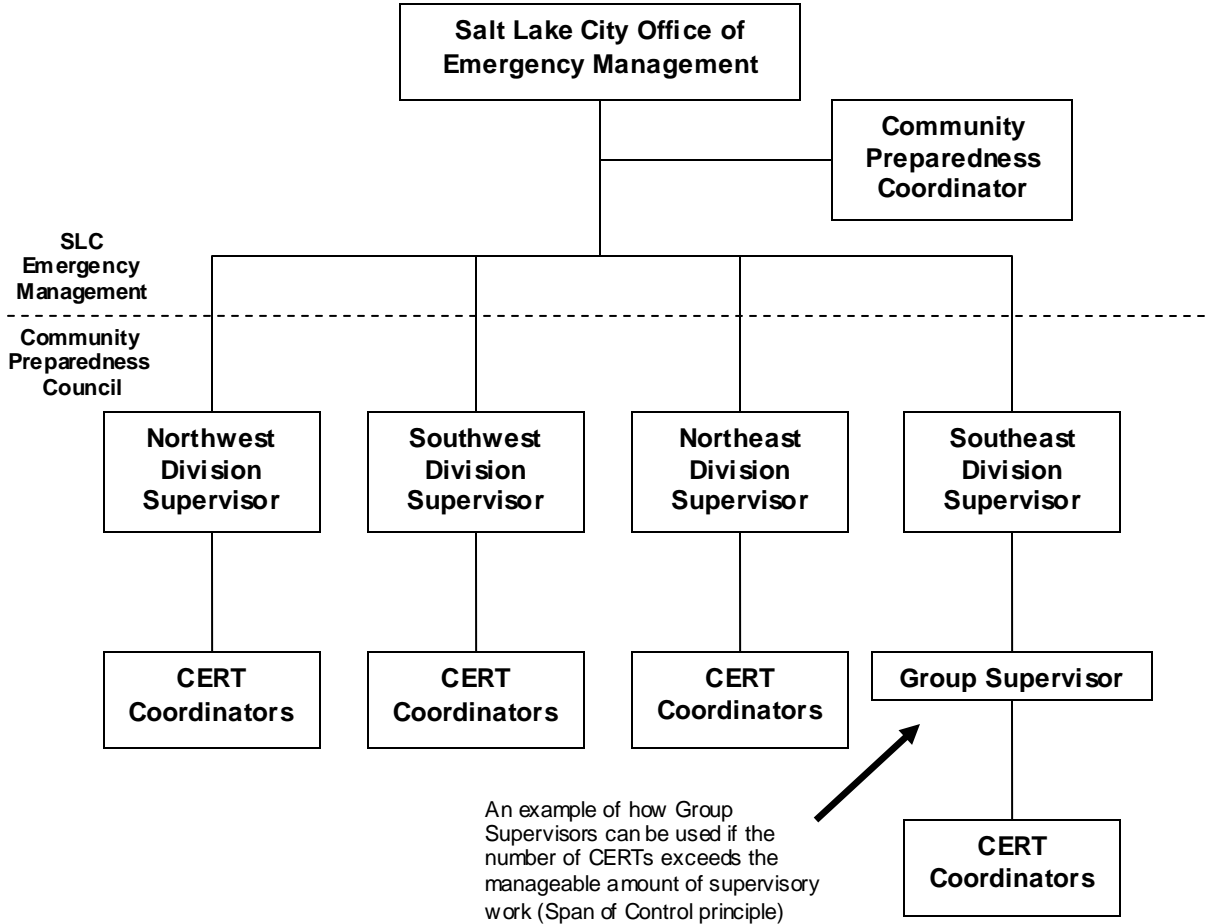 Salt Lake City Office of
Emergency Management
Community
Preparedness
Coordinator
SLC
Emergency
Management
Community
Preparedness
Council
Northwest
Division
Supervisor
Southwest
Division
Supervisor
Northeast
Division
Supervisor
Southeast
Division
Supervisor
CERT
Coordinators
CERT
Coordinators
CERT
Coordinators
Group Supervisor
An example of how Group
Supervisors can be used if the
number of CERTs exceeds the
manageable amount of supervisory
work (Span of Control principle)
CERT
Coordinators